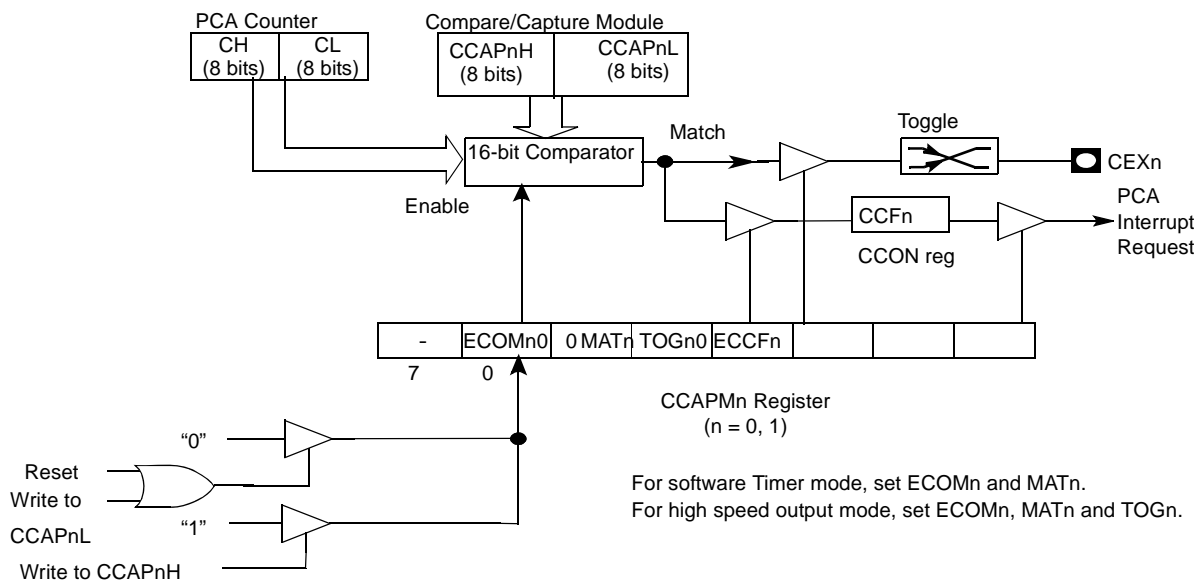 PCA Counter
CH
(8 bits)
CL
(8 bits)
Compare/Capture Module
CCAPnH
(8 bits)
CCAPnL
(8 bits)
16-bit Comparator
Match
Toggle
CEXn
Enable
CCFn
CCON reg
PCA
Interrupt
Request
- ECOMn0 0 MATn TOGn0 ECCFn
7 0
CCAPMn Register
(n = 0, 1)
“0”
Reset
Write to
CCAPnL
“1”
Write to CCAPnH
For software Timer mode, set ECOMn and MATn.
For high speed output mode, set ECOMn, MATn and TOGn.